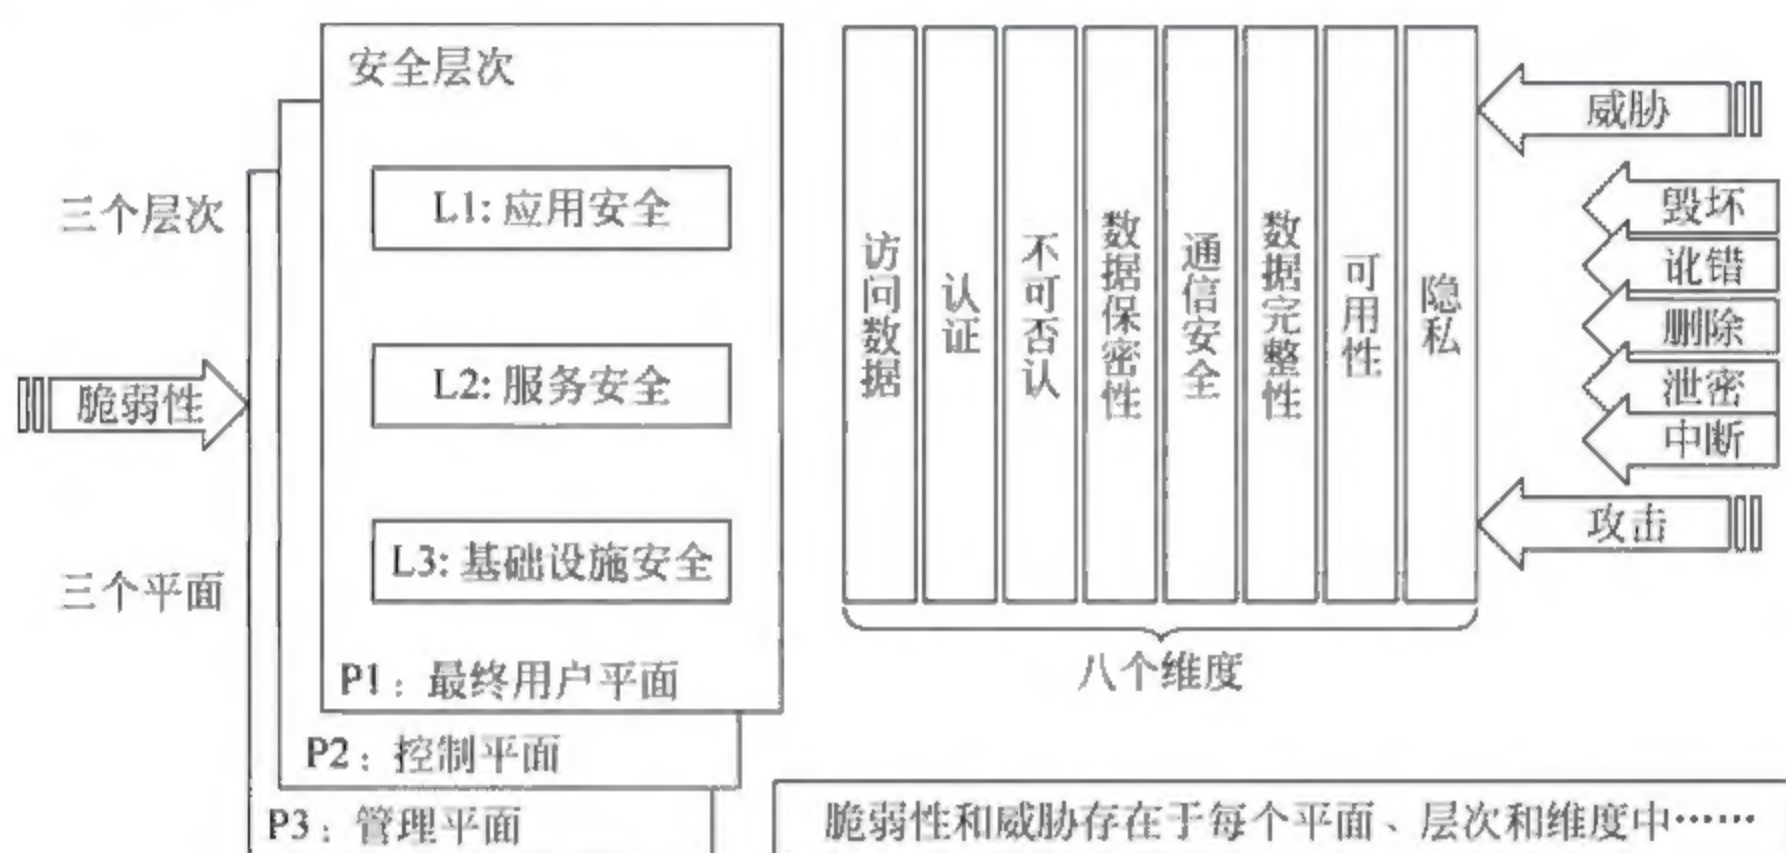 安全层次
三个层次
L1: 应用安全
L2: 服务安全
脆弱性
L3: 基础设施安全
三个平面
P1：最终用户平面
P2：控制平面
P3：管理平面
访问数据
认证
不可否认
数据保密性
通信安全
数据完整性
可用性
隐私
八个维度
威胁
毁坏
讹错
删除
泄密
中断
攻击
脆弱性和威胁存在于每个平面、层次和维度中……